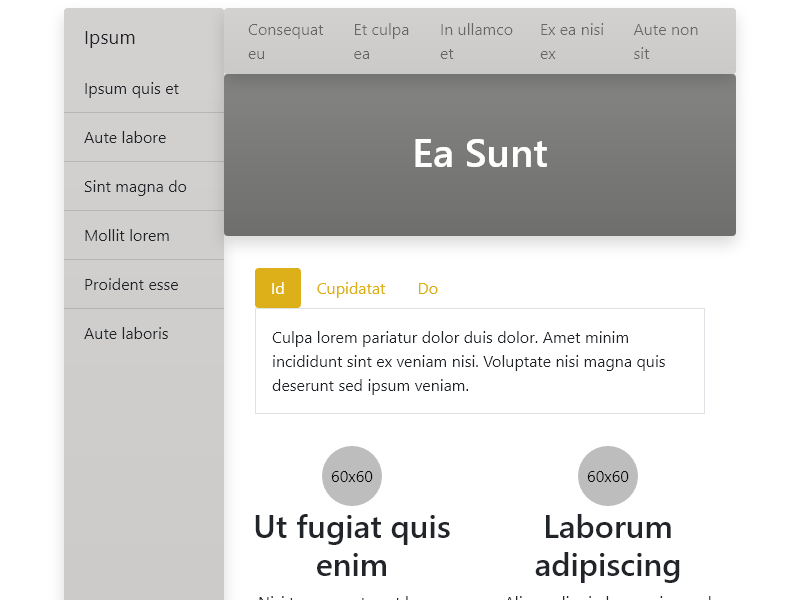 Ipsum
Ipsum quis et
Aute labore
Sint magna do
Mollit lorem
Proident esse
Aute laboris
Consequat eu
Et culpa ea
In ullamco et
Ex ea nisi ex
Aute non sit
Ea Sunt
Id
Cupidatat
Do
Culpa lorem pariatur dolor duis dolor. Amet minim
incididunt sint ex veniam nisi. Voluptate nisi magna quis
deserunt sed ipsum veniam.
60x60
Ut fugiat quis
enim
60x60
Laborum
adipiscing